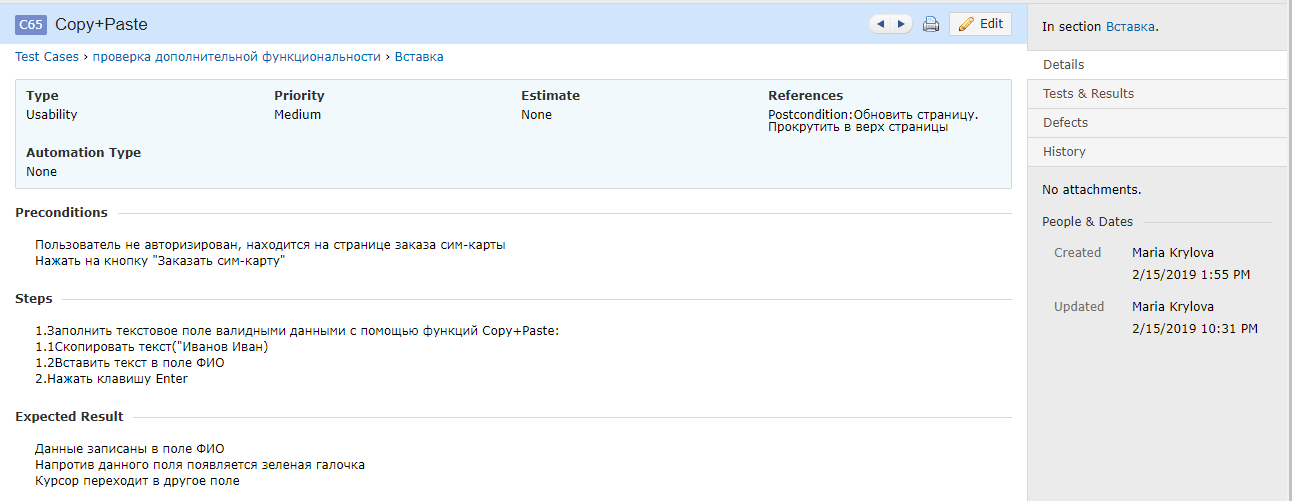 C65 Copy+Paste
Edit
Test Cases › проверка дополнительной функциональности › Вставка
Type Priority Estimate References
Usability Medium None Postcondition:Обновить страницу.
Прокрутить в верх страницы
Automation Type
None
Preconditions
Пользователь не авторизирован, находится на странице заказа сим-карты
Нажать на кнопку "Заказать сим-карту"
Steps
1.Заполнить текстовое поле валидными данными с помощью функций Copy+Paste:
1.1Скопировать текст("Иванов Иван)
1.2Вставить текст в поле ФИО
2.Нажать клавишу Enter
Expected Result
Данные записаны в поле ФИО
Напротив данного поля появляется зеленая галочка
Курсор переходит в другое поле
In section Вставка.
Details
Tests & Results
Defects
History
No attachments.
People & Dates
Created Maria Krylova
2/15/2019 1:55 PM
Updated Maria Krylova
2/15/2019 10:31 PM